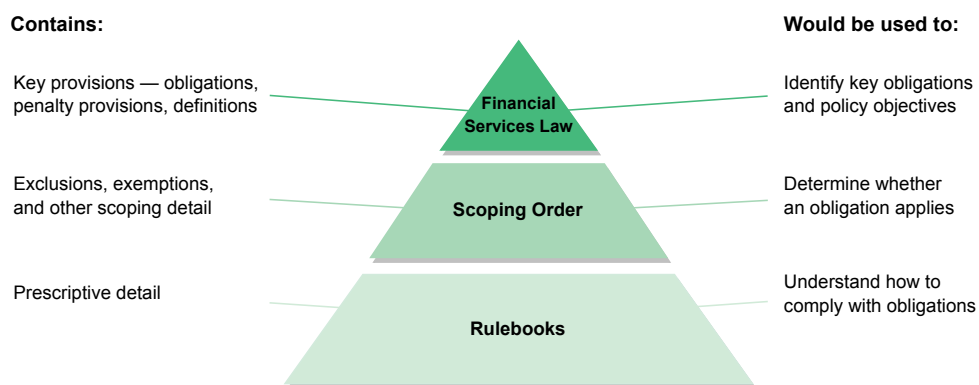 Contains:
Would be used to:
Key provisions — obligations,
penalty provisions, definitions
Financial
Services Law
Identify key obligations
and policy objectives
Exclusions, exemptions,
and other scoping detail
Scoping Order
Determine whether
an obligation applies
Prescriptive detail
Rulebooks
Understand how to
comply with obligations